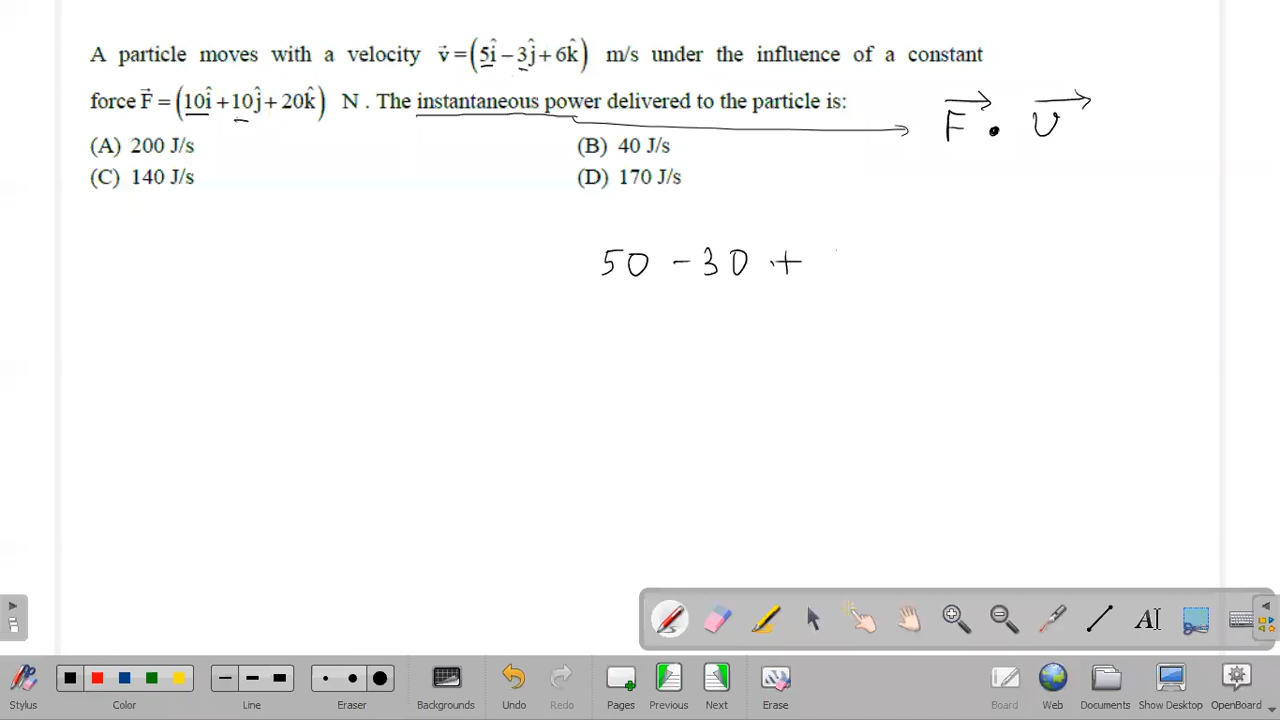 A particle moves with a velocity v⃗=(5î−3ĵ+6k̂) m/s under the influence of a constant
force F⃗ = (10î+10ĵ+20k̂) N . The instantaneous power delivered to the particle is:
F⃗ . v⃗
(A) 200 J/s (B) 40 J/s
(C) 140 J/s (D) 170 J/s
50 − 30 +
A
Stylus Color Line Eraser Backgrounds Undo Redo Pages Previous Next Erase Board Web Documents Show Desktop OpenBoard